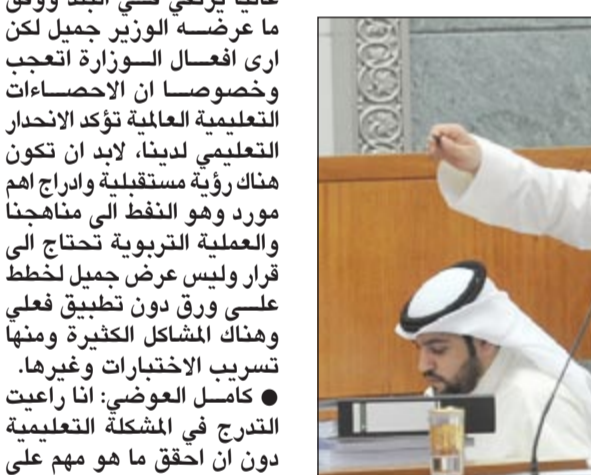 ما عرضه الوزير جميل لكن
ارى افعال الوزارة اتعجب
وخصوصا ان الاحصاءات
التعليمية العالمية تؤكد الانحدار
التعليمي لدينا، لابد ان تكون
هناك رؤية مستقبلية وادراج اهم
مورد وهو النفط الى مناهجنا
والعملية التربوية تحتاج الى
قرار وليس عرض جميل لخطط
على ورق دون تطبيق فعلي
وهناك المشاكل الكثيرة ومنها
تسريب الاختبارات وغيرها.
● كامل العوضي: انا راعيت
التدرج في المشكلة التعليمية
دون ان احقق ما هو مهم على